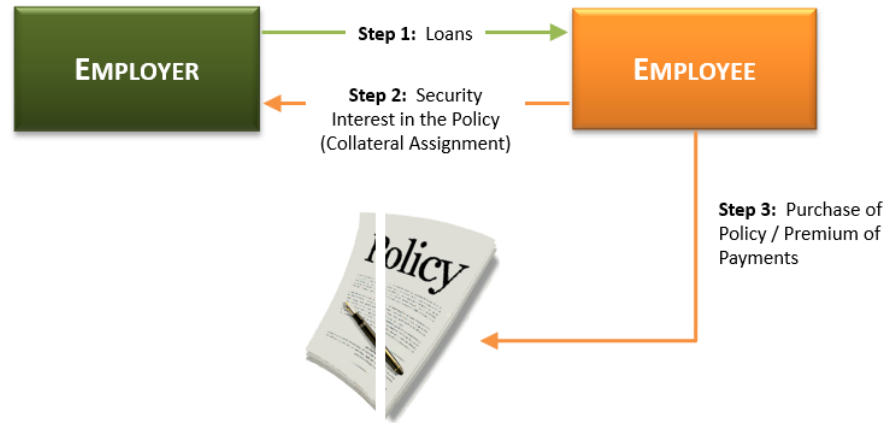 EMPLOYER
Step 1: Loans
EMPLOYEE
Step 2: Security
Interest in the Policy
(Collateral Assignment)
Step 3: Purchase of
Policy / Premium of
Payments
Policy